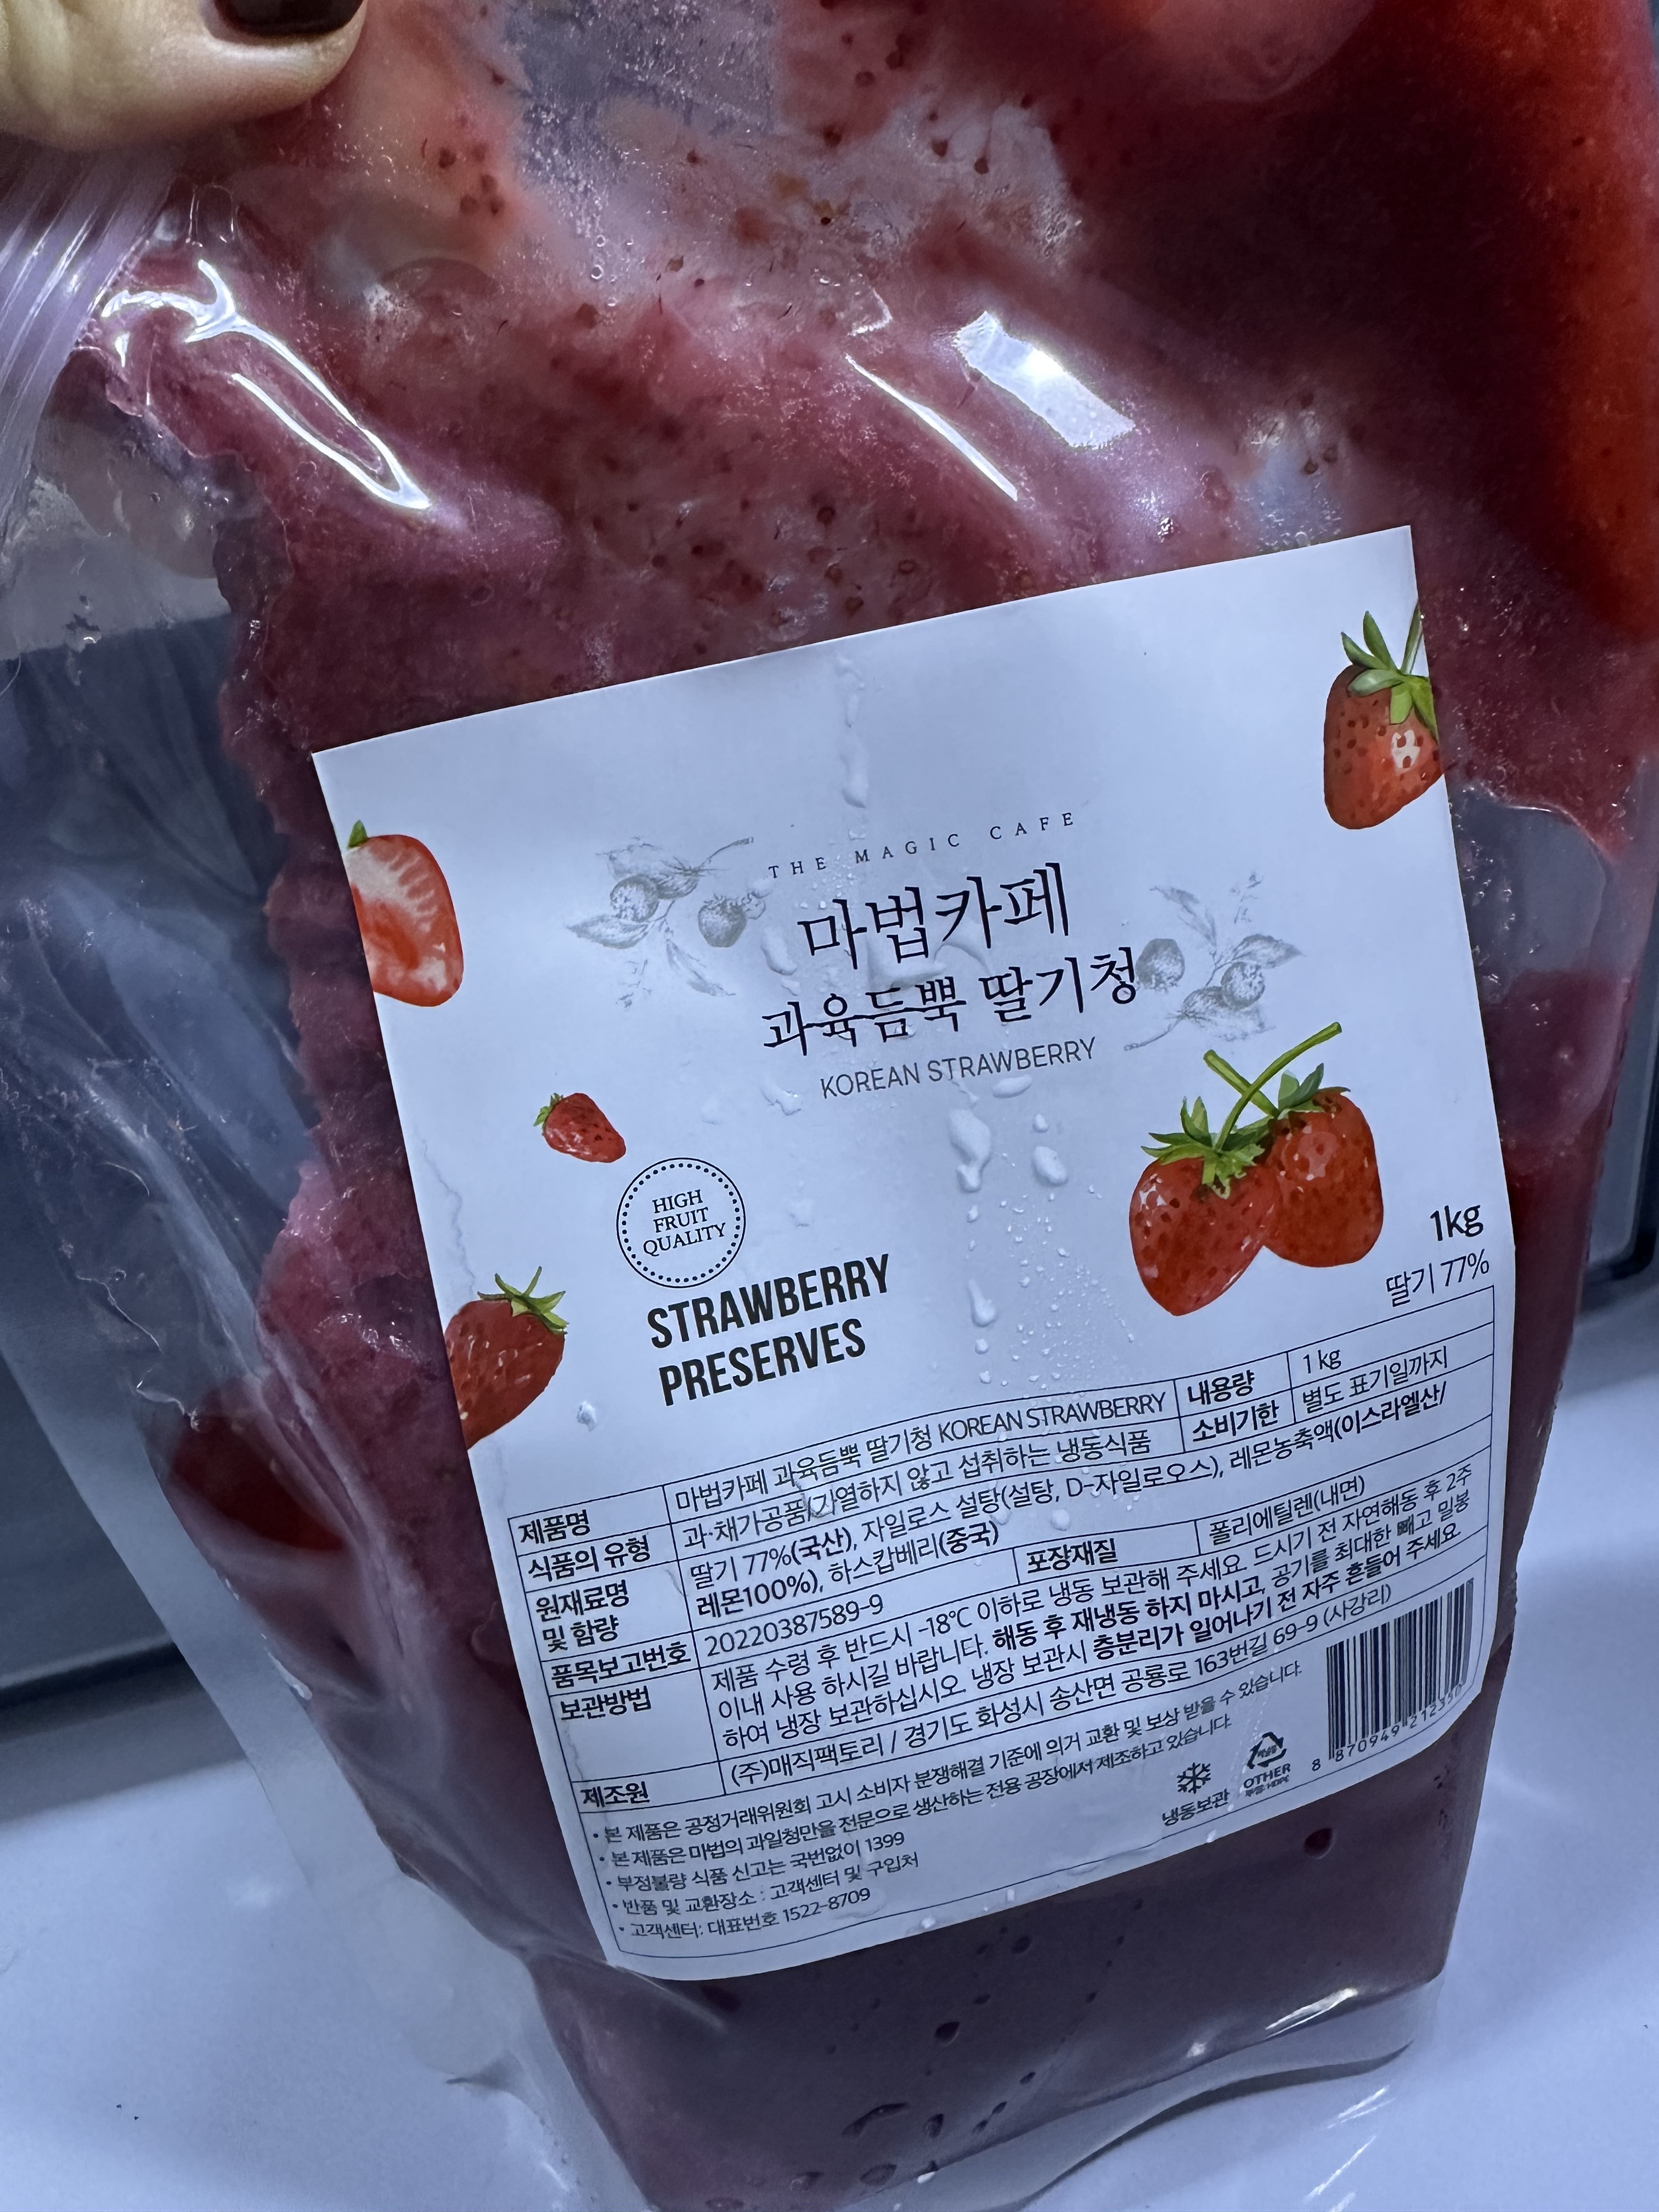 THE MAGIC CAFE
마법카페
과육듬뿍 딸기청
KOREAN STRAWBERRY
HIGH
FRUIT
QUALITY
STRAWBERRY
PRESERVES
1kg
딸기 77%
제품명 마법카페 과육듬뿍 딸기청 KOREAN STRAWBERRY 내용량 1 kg
식품의 유형 과·채가공품/가열하지 않고 섭취하는 냉동식품 소비기한 별도 표기일까지
원재료명 및 함량 딸기 77%(국산), 자일로스 설탕(설탕, D-자일로오스), 레몬농축액(이스라엘산/
레몬100%), 하스캅베리(중국)
품목보고번호 20220387589-9 포장재질 폴리에틸렌(내면)
보관방법 제품 수령 후 반드시 -18℃ 이하로 냉동 보관해 주세요. 드시기 전 자연해동 후 2주
이내 사용 하시길 바랍니다. 해동 후 재냉동 하지 마시고, 공기를 최대한 빼고 밀봉
하여 냉장 보관하십시오. 냉장 보관시 층분리가 일어나기 전 자주 흔들어 주세요.
제조원 (주)매직팩토리 / 경기도 화성시 송산면 공룡로 163번길 69-9 (사강리)
• 본 제품은 공정거래위원회 고시 소비자 분쟁해결 기준에 의거 교환 및 보상 받을 수 있습니다.
• 본 제품은 마법의 과일청만을 전문으로 생산하는 전용 공장에서 제조하고 있습니다.
• 부정불량 식품 신고는 국번없이 1399
• 반품 및 교환장소 : 고객센터 및 구입처
• 고객센터: 대표번호 1522-8709
냉동보관
OTHER
8 870949 2123